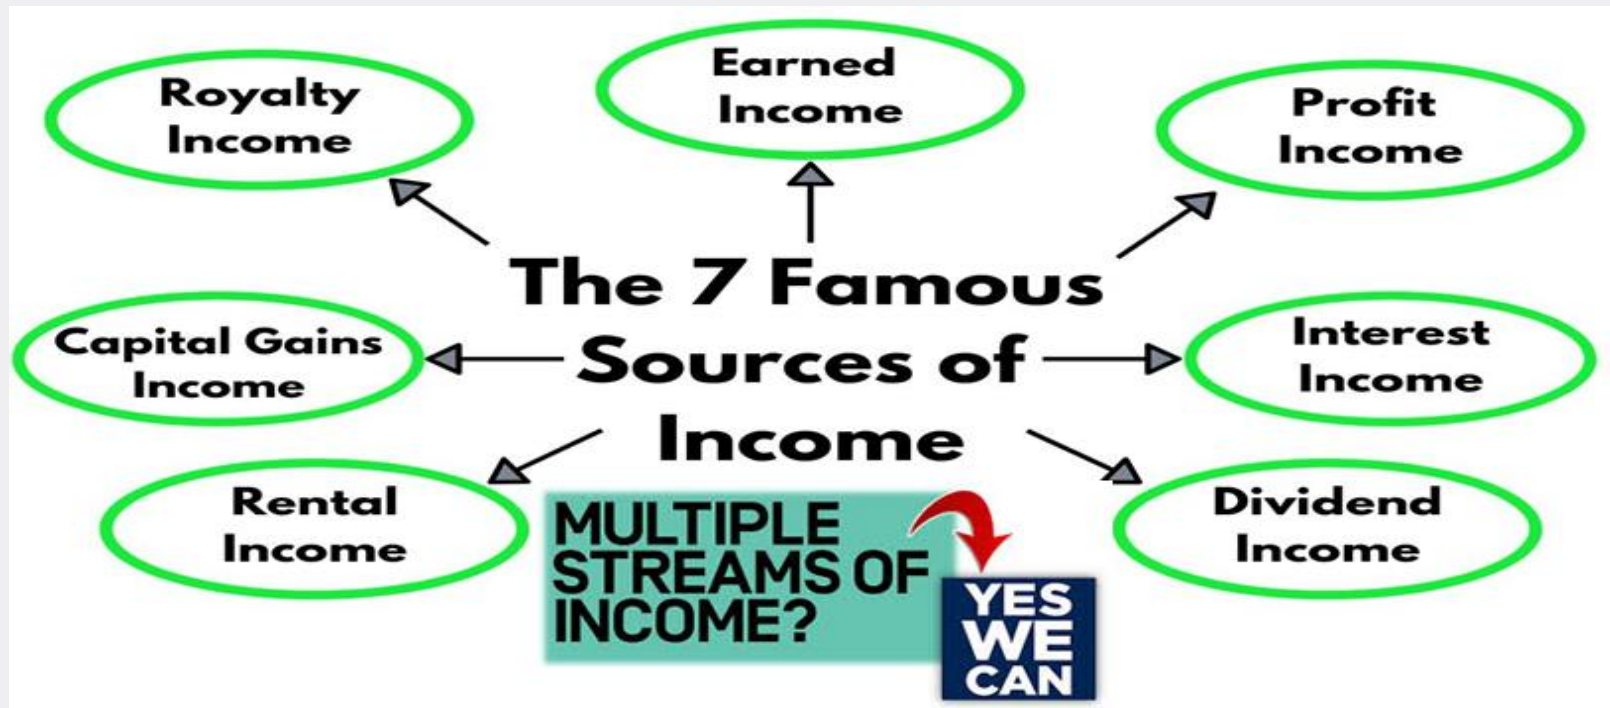 Royalty
Income
Earned
Income
Profit
Income
The 7 Famous
Sources of
Income
Capital Gains
Income
Interest
Income
Rental
Income
Dividend
Income
MULTIPLE
STREAMS OF
INCOME?
YES
WE
CAN